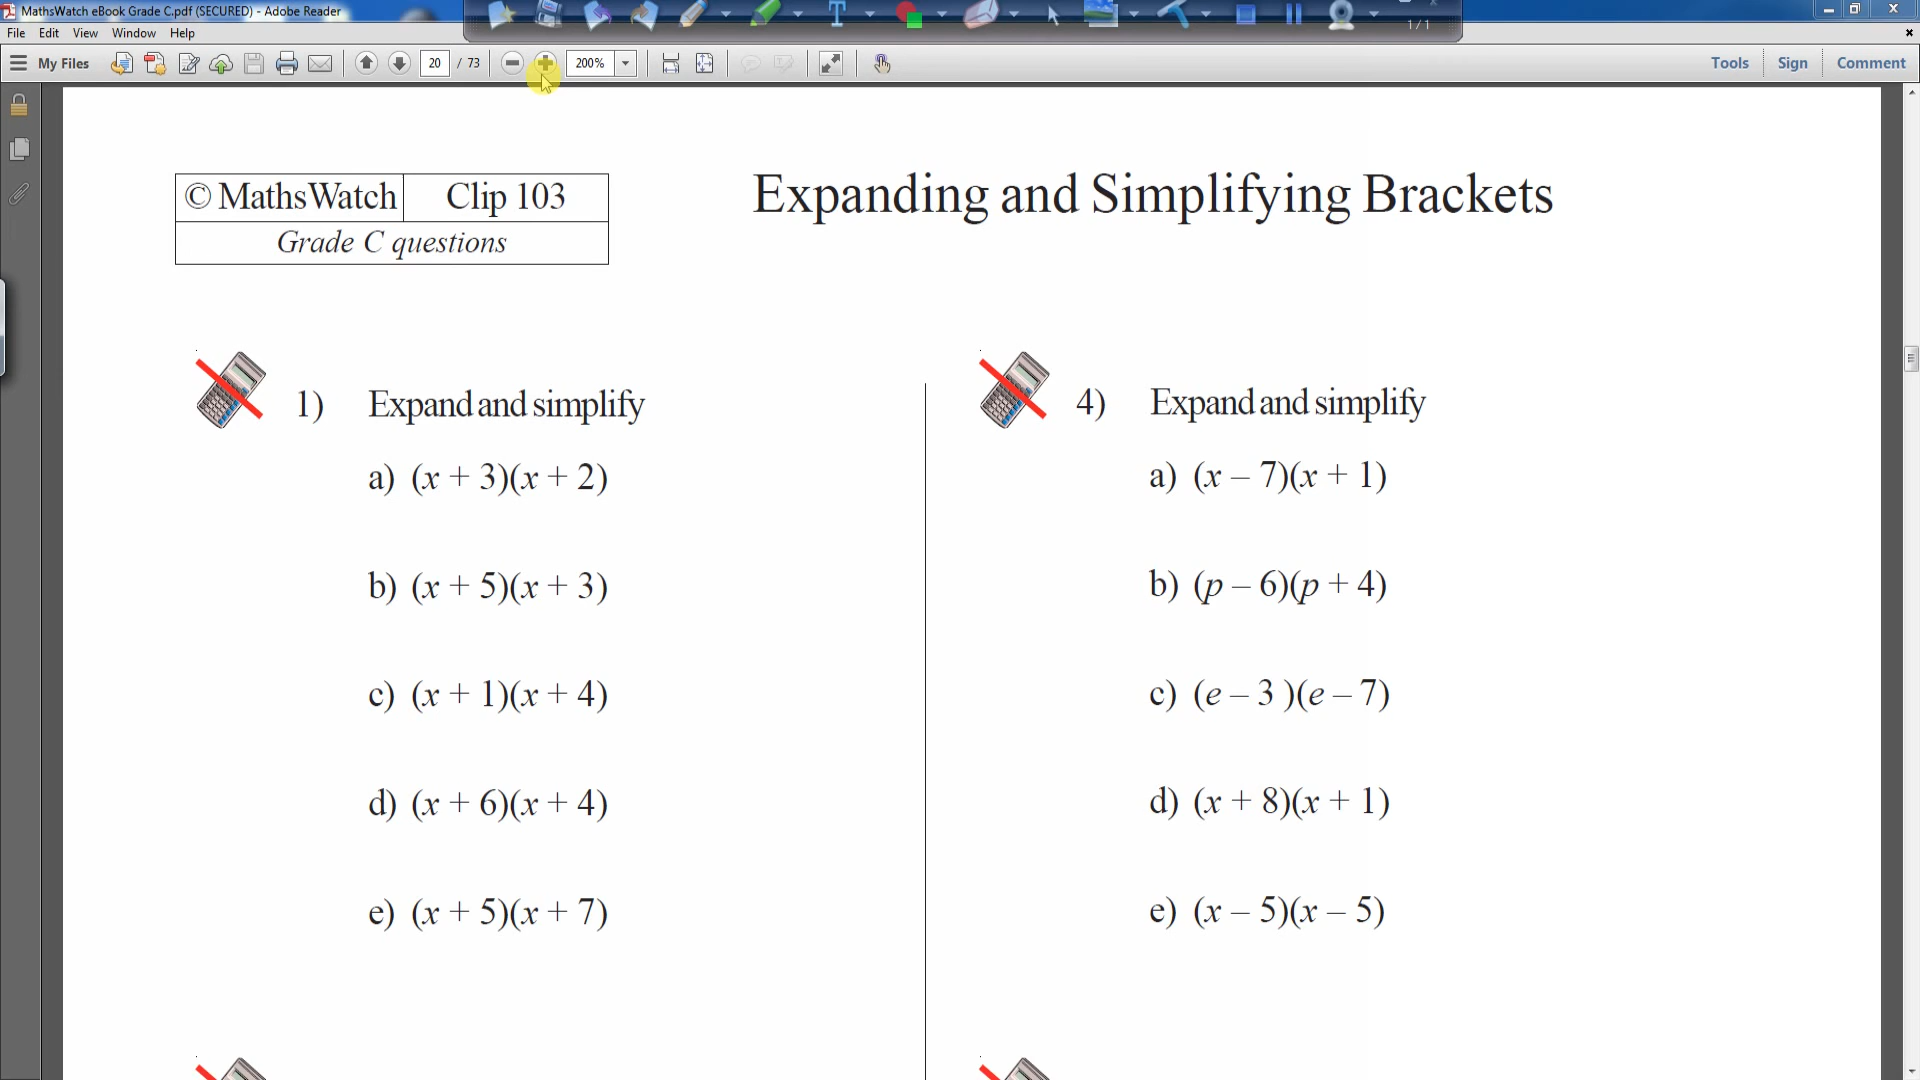 MathsWatch eBook Grade C.pdf (SECURED) - Adobe Reader
1/1
File Edit View Window Help
My Files 20 / 73 200% Tools Sign Comment
© MathsWatch Clip 103
Grade C questions
Expanding and Simplifying Brackets
1) Expand and simplify
a) (x + 3)(x + 2)
b) (x + 5)(x + 3)
c) (x + 1)(x + 4)
d) (x + 6)(x + 4)
e) (x + 5)(x + 7)
4) Expand and simplify
a) (x – 7)(x + 1)
b) (p – 6)(p + 4)
c) (e – 3 )(e – 7)
d) (x + 8)(x + 1)
e) (x – 5)(x – 5)